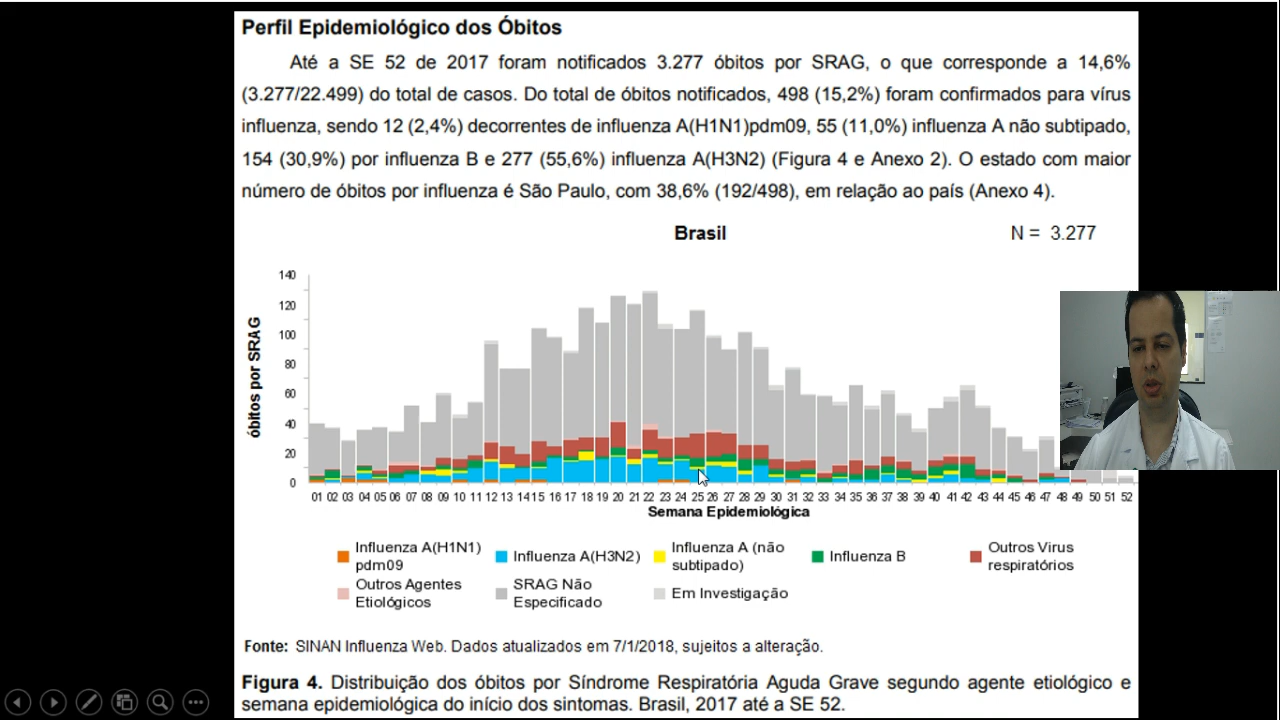 Perfil Epidemiológico dos Óbitos
Até a SE 52 de 2017 foram notificados 3.277 óbitos por SRAG, o que corresponde a 14,6%
(3.277/22.499) do total de casos. Do total de óbitos notificados, 498 (15,2%) foram confirmados para vírus
influenza, sendo 12 (2,4%) decorrentes de influenza A(H1N1)pdm09, 55 (11,0%) influenza A não subtipado,
154 (30,9%) por influenza B e 277 (55,6%) influenza A(H3N2) (Figura 4 e Anexo 2). O estado com maior
número de óbitos por influenza é São Paulo, com 38,6% (192/498), em relação ao país (Anexo 4).
Brasil
N = 3.277
óbitos por SRAG
140
120
100
80
60
40
20
0
01 02 03 04 05 06 07 08 09 10 11 12 13 14 15 16 17 18 19 20 21 22 23 24 25 26 27 28 29 30 31 32 33 34 35 36 37 38 39 40 41 42 43 44 45 46 47 48 49 50 51 52
Semana Epidemiológica
Influenza A(H1N1) pdm09
Influenza A(H3N2)
Influenza A (não subtipado)
Influenza B
Outros Virus respiratórios
Outros Agentes Etiológicos
SRAG Não Especificado
Em Investigação
Fonte: SINAN Influenza Web. Dados atualizados em 7/1/2018, sujeitos a alteração.
Figura 4. Distribuição dos óbitos por Síndrome Respiratória Aguda Grave segundo agente etiológico e
semana epidemiológica do início dos sintomas. Brasil, 2017 até a SE 52.